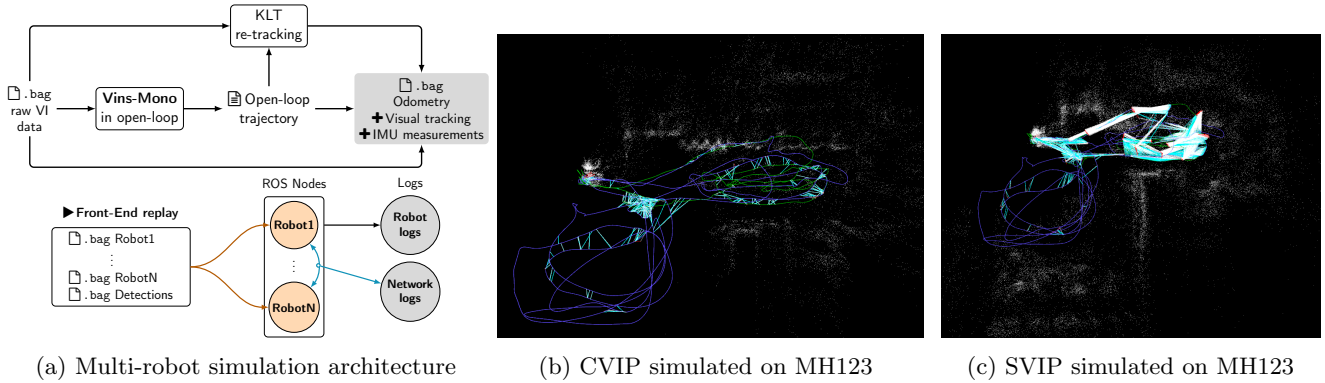 KLT
re-tracking
.bag
raw VI
data
Vins-Mono
in open-loop
Open-loop
trajectory
.bag
Odometry
Visual tracking
IMU measurements
ROS Nodes
Logs
Front-End replay
.bag Robot1
⋮
.bag RobotN
.bag Detections
Robot1
⋮
RobotN
Robot
logs
Network
logs
(a) Multi-robot simulation architecture
(b) CVIP simulated on MH123
(c) SVIP simulated on MH123